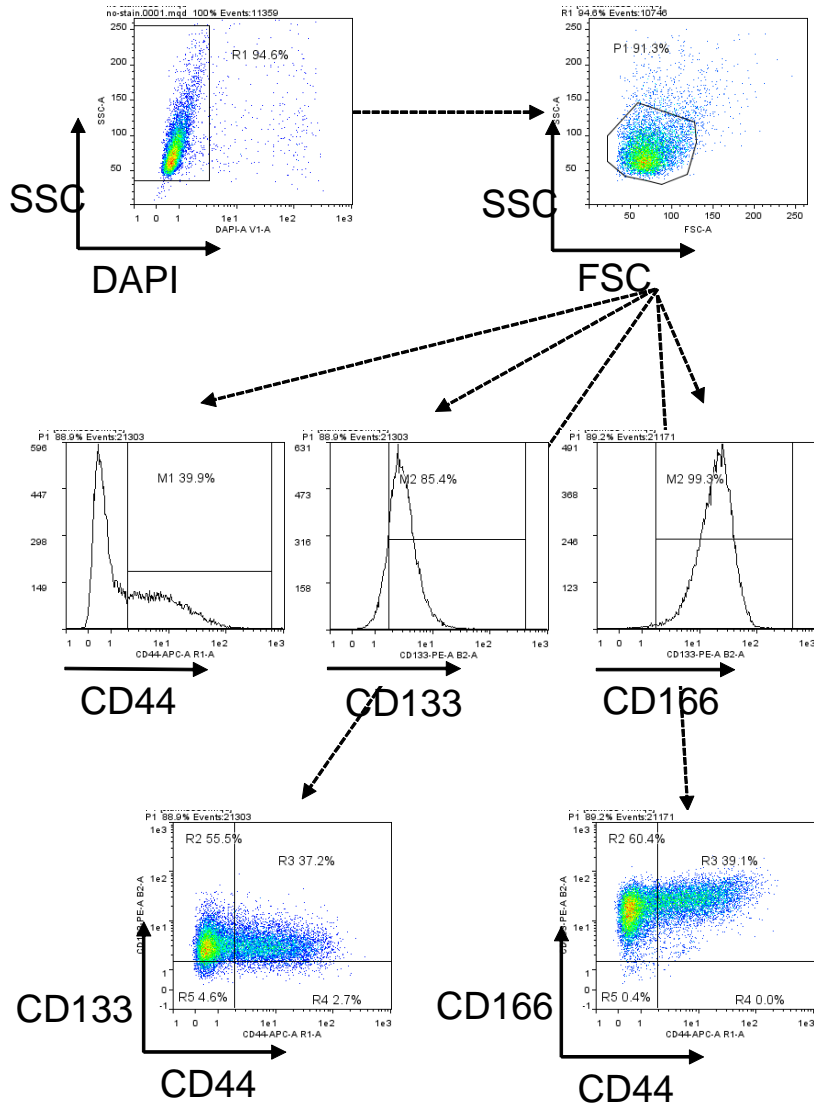 no-stain.0001.mqd 100% Events:11359
R1 94.6%
250
200
150
100
50
SSC-A
1 0 1 1e1 1e2 1e3
DAPI-A V1-A
SSC
DAPI
R1 94.6% Events:10746
P1 91.3%
250
200
150
100
50
SSC-A
50 100 150 200 250
FSC-A
SSC
FSC
P1 88.9% Events:21303
M1 39.9%
596
447
298
149
1 0 1 1e1 1e2 1e3
CD44-APC-A R1-A
CD44
P1 88.9% Events:21303
M2 85.4%
631
473
316
158
1 0 1 1e1 1e2 1e3
CD133-PE-A B2-A
CD133
P1 89.2% Events:21171
M2 99.3%
491
368
246
123
1 0 1 1e1 1e2 1e3
CD133-PE-A B2-A
CD166
P1 88.9% Events:21303
R2 55.5%
R3 37.2%
R5 4.6%
R4 2.7%
1e3
1e2
1e1
1
0
-1
CD133-PE-A B2-A
1 0 1 1e1 1e2 1e3
CD44-APC-A R1-A
CD133
CD44
P1 89.2% Events:21171
R2 60.4%
R3 39.1%
R5 0.4%
R4 0.0%
1e3
1e2
1e1
1
0
-1
1 0 1 1e1 1e2 1e3
CD44-APC-A R1-A
CD166
CD44